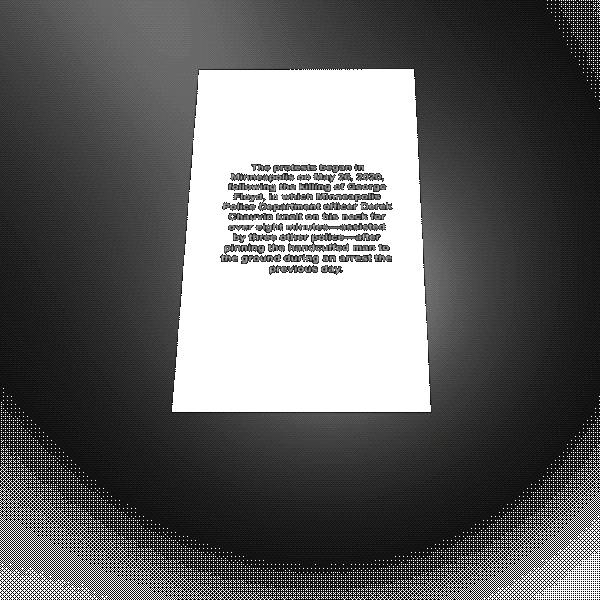 The protests began in
Minneapolis on May 26, 2020,
following the killing of George
Floyd, in which Minneapolis
Police Department officer Derek
Chauvin knelt on his neck for
over eight minutes—assisted
by three other police—after
pinning the handcuffed man to
the ground during an arrest the
previous day.